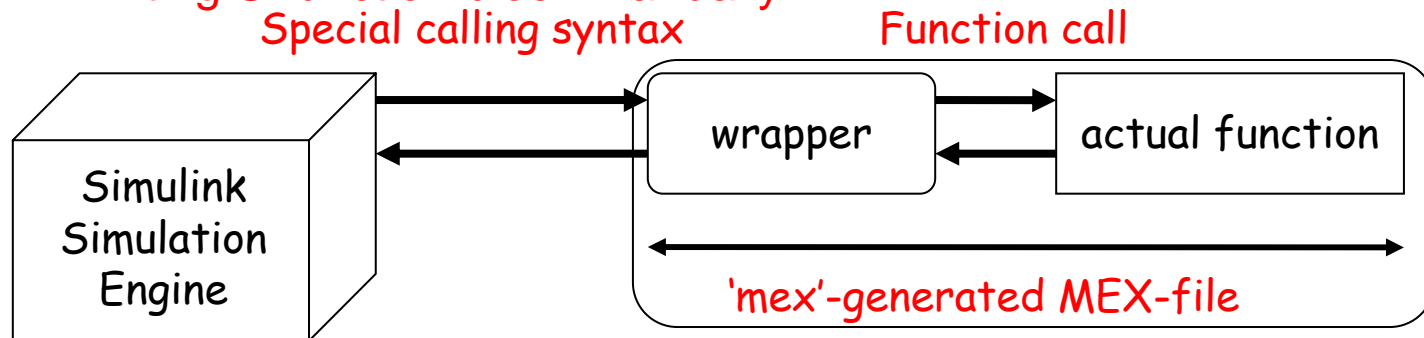 Special calling syntax Function call
wrapper actual function
Simulink
Simulation
Engine
‘mex’-generated MEX-file